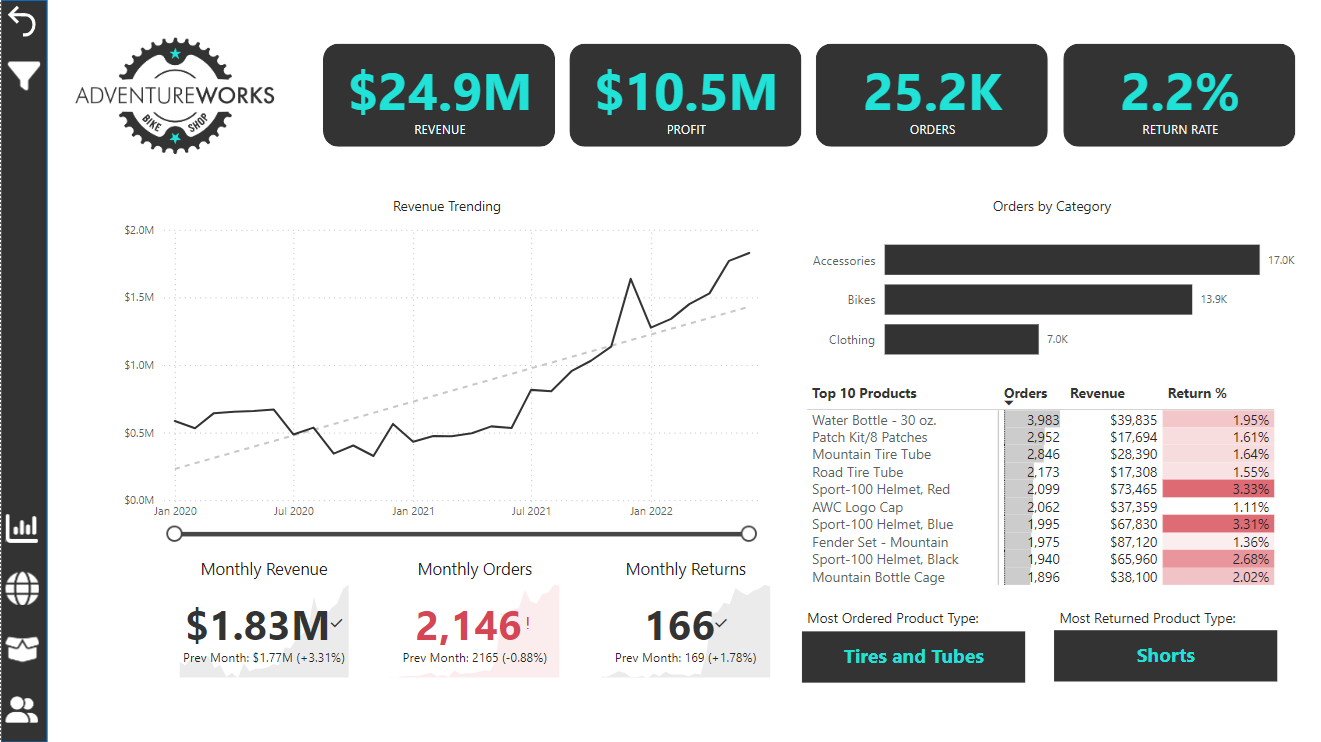 ADVENTUREWORKS
BIKE SHOP
$24.9M
REVENUE
$10.5M
PROFIT
25.2K
ORDERS
2.2%
RETURN RATE
Revenue Trending
$2.0M
$1.5M
$1.0M
$0.5M
$0.0M
Jan 2020 Jul 2020 Jan 2021 Jul 2021 Jan 2022
Orders by Category
Accessories 17.0K
Bikes 13.9K
Clothing 7.0K
Top 10 Products Orders Revenue Return %
Water Bottle - 30 oz. 3,983 $39,835 1.95%
Patch Kit/8 Patches 2,952 $17,694 1.61%
Mountain Tire Tube 2,846 $28,390 1.64%
Road Tire Tube 2,173 $17,308 1.55%
Sport-100 Helmet, Red 2,099 $73,465 3.33%
AWC Logo Cap 2,062 $37,359 1.11%
Sport-100 Helmet, Blue 1,995 $67,830 3.31%
Fender Set - Mountain 1,975 $87,120 1.36%
Sport-100 Helmet, Black 1,940 $65,960 2.68%
Mountain Bottle Cage 1,896 $38,100 2.02%
Monthly Revenue
$1.83M
Prev Month: $1.77M (+3.31%)
Monthly Orders
2,146!
Prev Month: 2165 (-0.88%)
Monthly Returns
166
Prev Month: 169 (+1.78%)
Most Ordered Product Type:
Tires and Tubes
Most Returned Product Type:
Shorts